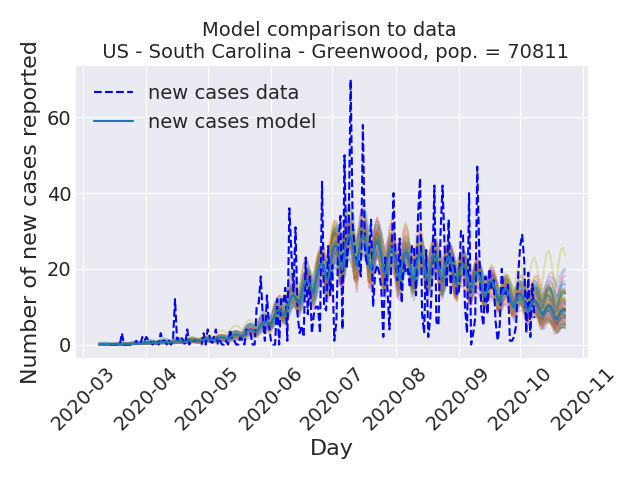 Model comparison to data
US - South Carolina - Greenwood, pop. = 70811
new cases data
new cases model
Number of new cases reported
60
40
20
0
2020-03
2020-04
2020-05
2020-06
2020-07
2020-08
2020-09
2020-10
2020-11
Day